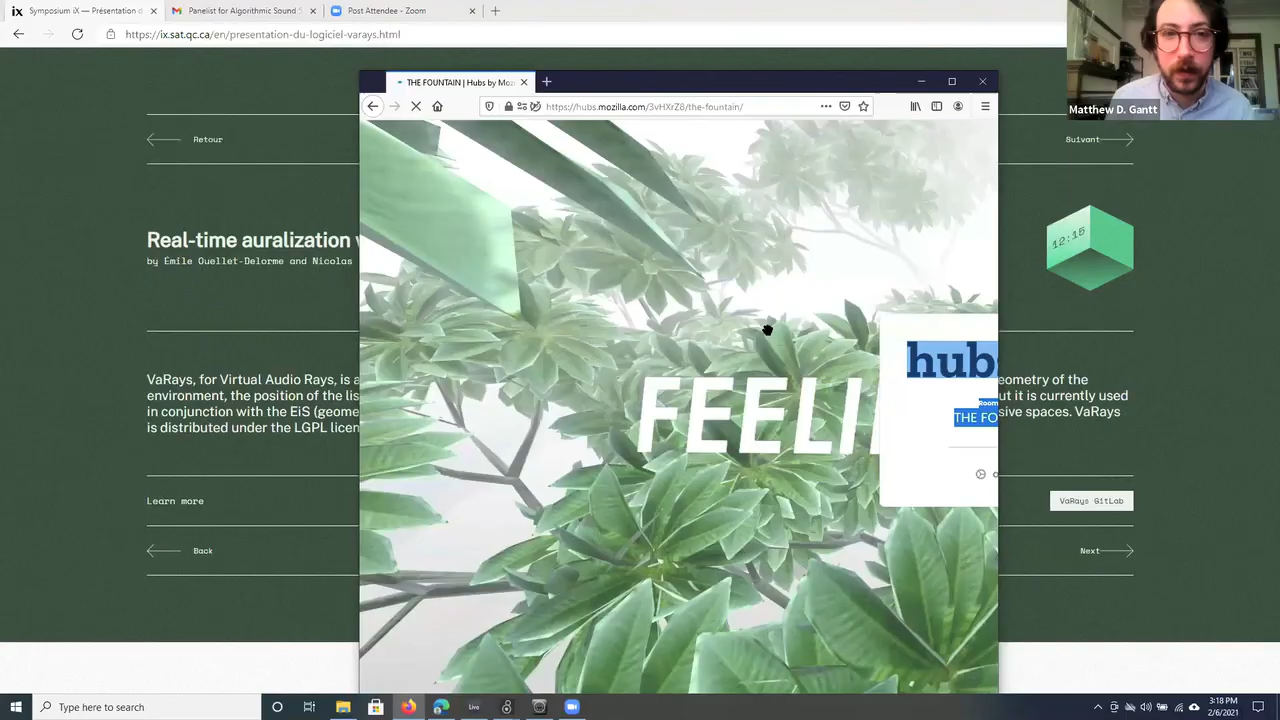 Symposium iX — Présentation d
Panelist for Algorithmic Sound S
Post Attendee - Zoom
https://ix.sat.qc.ca/en/presentation-du-logiciel-varays.html
THE FOUNTAIN | Hubs by Moz
https://hubs.mozilla.com/3vHXrZ8/the-fountain/
Matthew D. Gantt
Retour
Suivant
Real-time auralization
by Émile Ouellet-Delorme and Nicolas
12:15
FEELI
hubs
Room
THE FO
VaRays, for Virtual Audio Rays, is a
environment, the position of the lis
in conjunction with the EiS (geome
is distributed under the LGPL licen
eometry of the
ut it is currently used
sive spaces. VaRays
Learn more
VaRays GitLab
Back
Next
Type here to search
Live
3:18 PM
2/6/2021